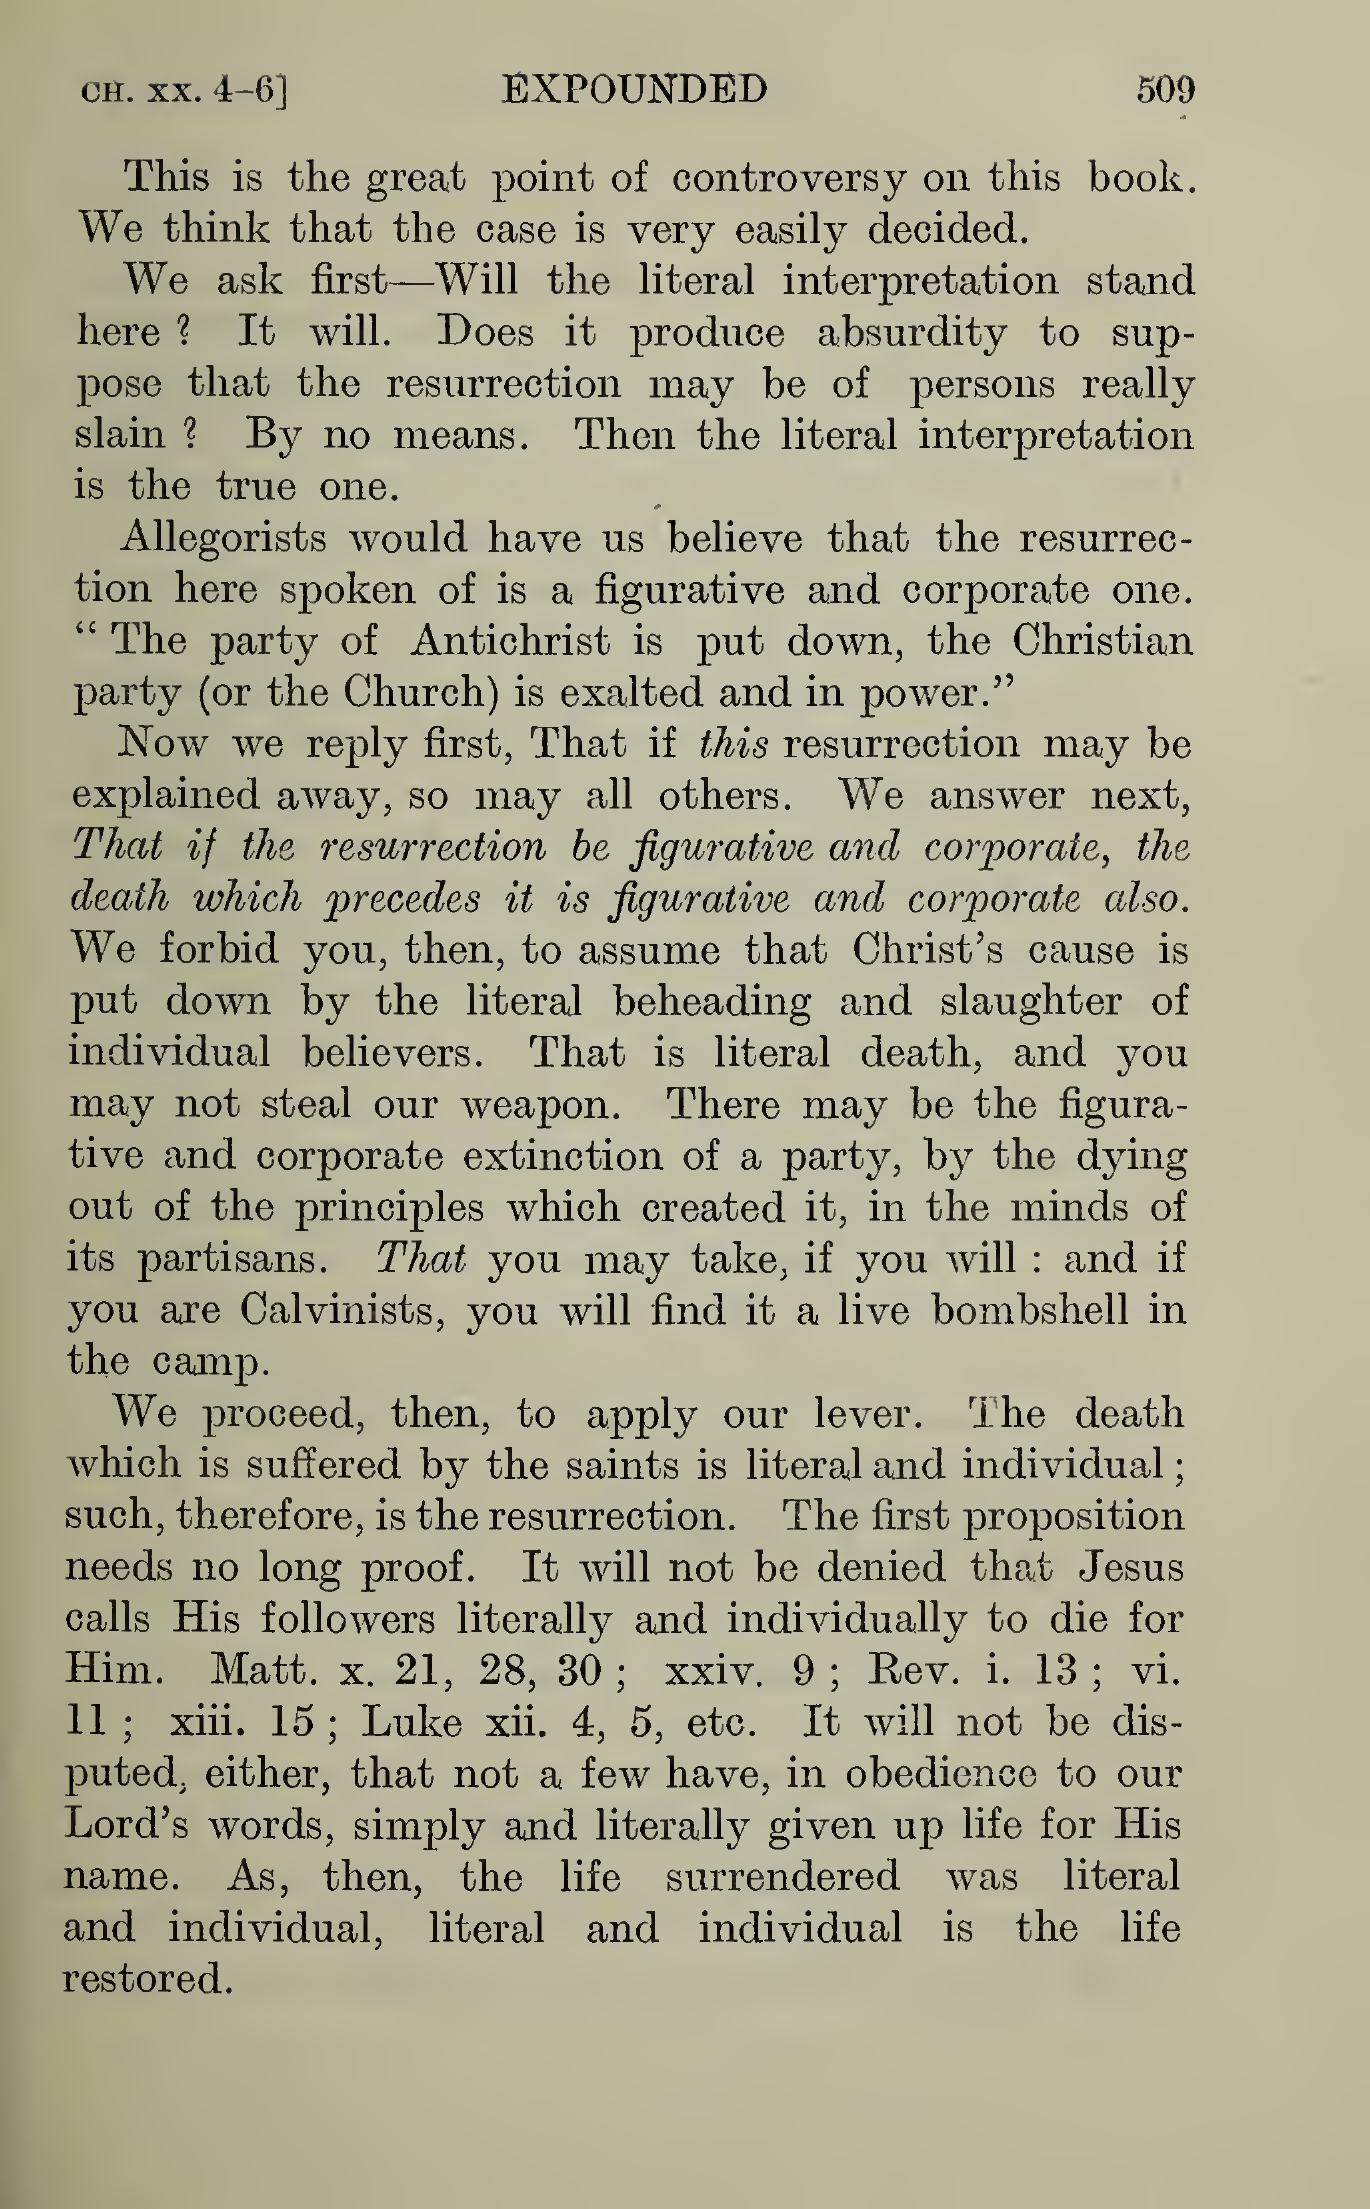 CH. XX. 4–6] EXPOUNDED 509
This is the great point of controversy on this book.
We think that the case is very easily decided.
We ask first—Will the literal interpretation stand
here ? It will. Does it produce absurdity to sup-
pose that the resurrection may be of persons really
slain ? By no means. Then the literal interpretation
is the true one.
Allegorists would have us believe that the resurrec-
tion here spoken of is a figurative and corporate one.
“ The party of Antichrist is put down, the Christian
party (or the Church) is exalted and in power.”
Now we reply first, That if this resurrection may be
explained away, so may all others. We answer next,
That if the resurrection be figurative and corporate, the
death which precedes it is figurative and corporate also.
We forbid you, then, to assume that Christ’s cause is
put down by the literal beheading and slaughter of
individual believers. That is literal death, and you
may not steal our weapon. There may be the figura-
tive and corporate extinction of a party, by the dying
out of the principles which created it, in the minds of
its partisans. That you may take, if you will : and if
you are Calvinists, you will find it a live bombshell in
the camp.
We proceed, then, to apply our lever. The death
which is suffered by the saints is literal and individual ;
such, therefore, is the resurrection. The first proposition
needs no long proof. It will not be denied that Jesus
calls His followers literally and individually to die for
Him. Matt. x. 21, 28, 30 ; xxiv. 9 ; Rev. i. 13 ; vi.
11 ; xiii. 15 ; Luke xii. 4, 5, etc. It will not be dis-
puted, either, that not a few have, in obedience to our
Lord’s words, simply and literally given up life for His
name. As, then, the life surrendered was literal
and individual, literal and individual is the life
restored.